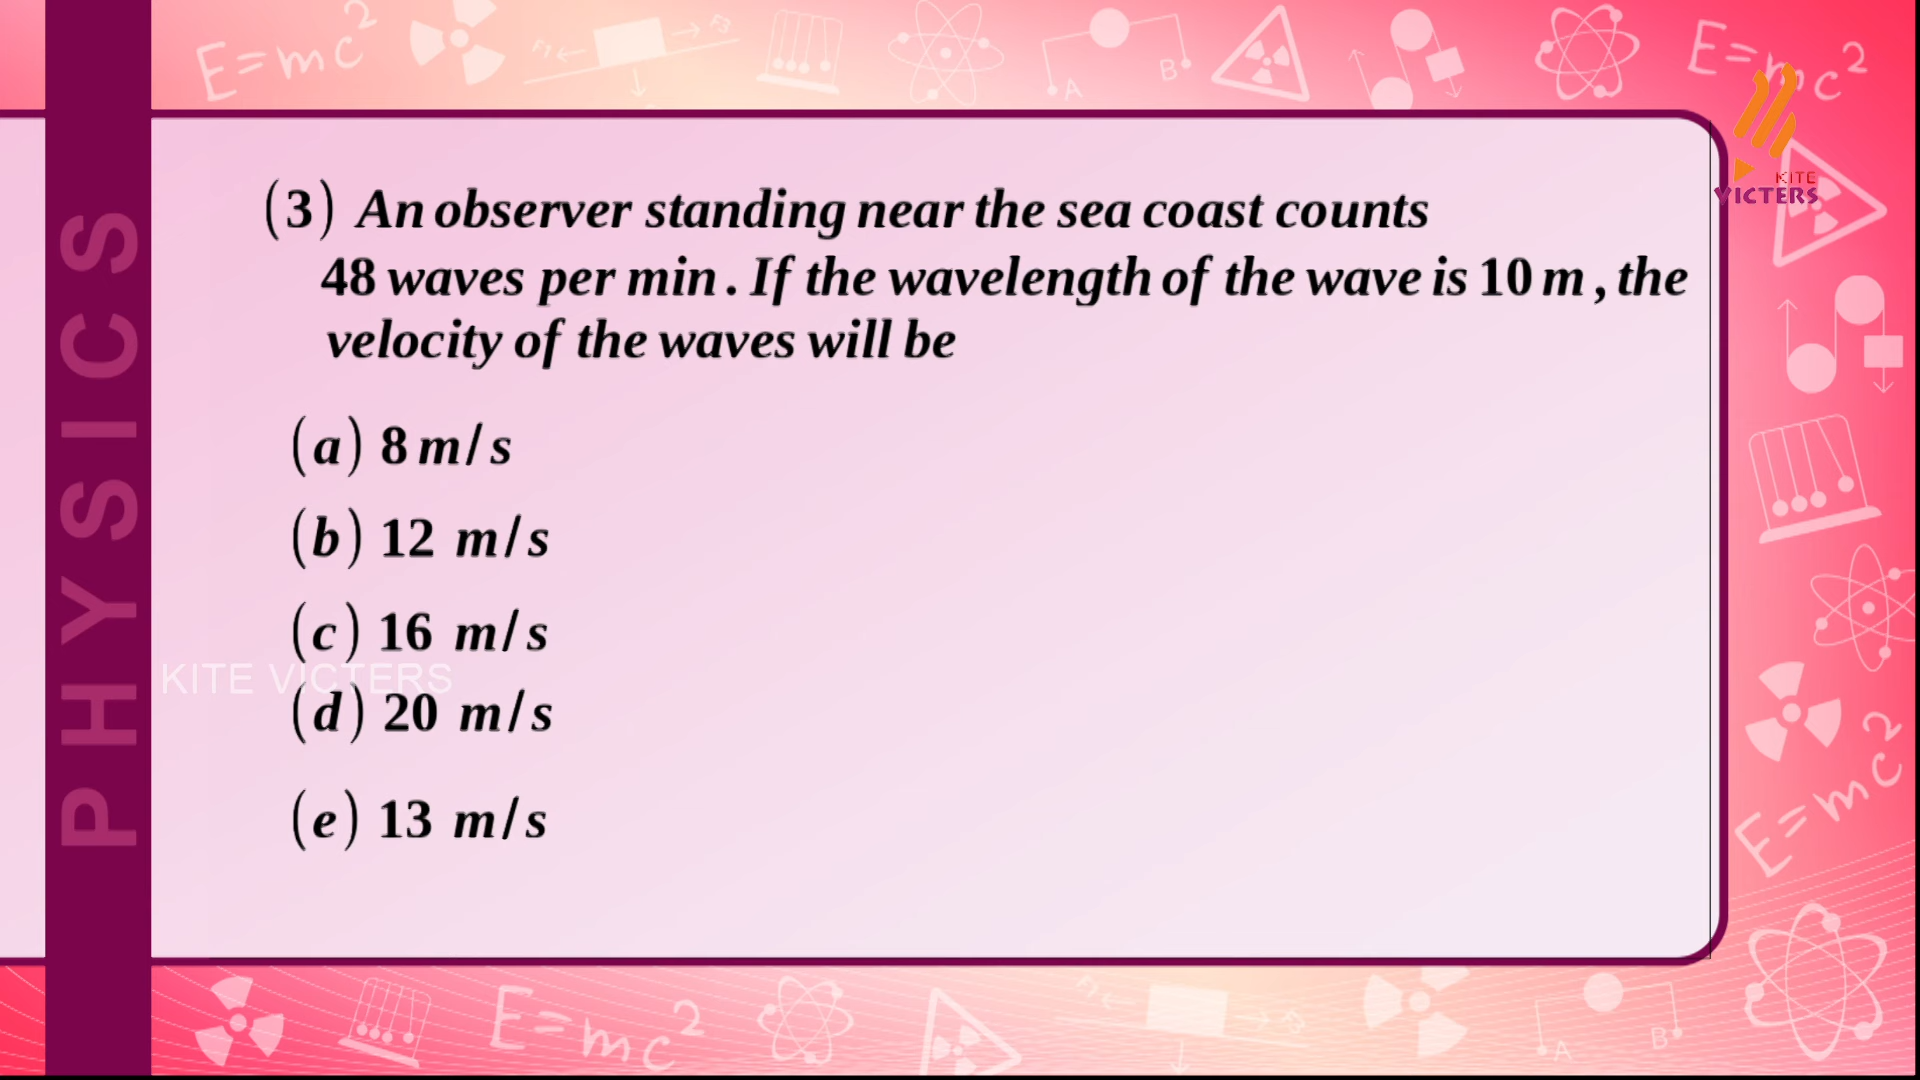 E=mc²
F1
F3
A
B
E=mc²
KITE
VICTERS
PHYSICS
(3) An observer standing near the sea coast counts
48 waves per min. If the wavelength of the wave is 10 m, the
velocity of the waves will be
(a) 8 m/s
(b) 12 m/s
(c) 16 m/s
KITE VICTERS
(d) 20 m/s
(e) 13 m/s
E=mc²
E=mc²
A
B